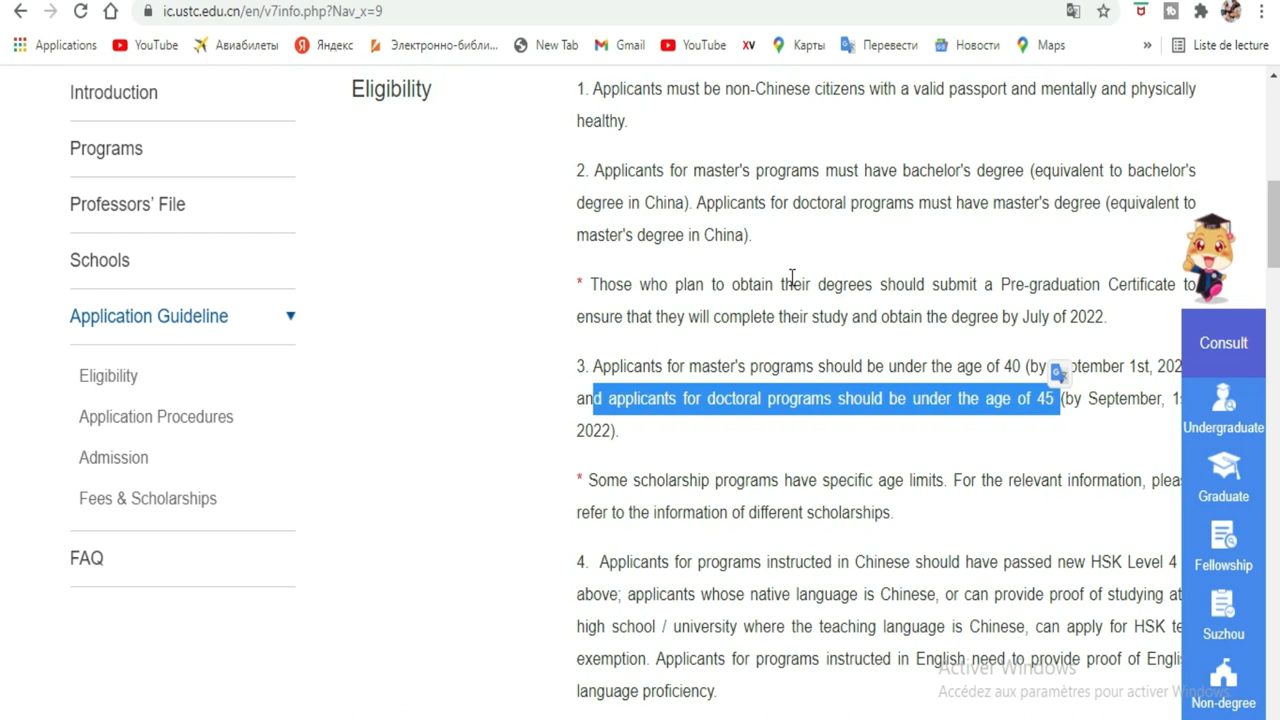 ic.ustc.edu.cn/en/v7info.php?Nav_x=9
Applications YouTube Авиабилеты Яндекс Электронно-библи... New Tab Gmail YouTube XV Карты Перевести Новости Maps » Liste de lecture
Introduction
Programs
Professors' File
Schools
Application Guideline
Eligibility
Application Procedures
Admission
Fees & Scholarships
FAQ
Eligibility
1. Applicants must be non-Chinese citizens with a valid passport and mentally and physically
healthy.
2. Applicants for master's programs must have bachelor's degree (equivalent to bachelor's
degree in China). Applicants for doctoral programs must have master's degree (equivalent to
master's degree in China).
* Those who plan to obtain their degrees should submit a Pre-graduation Certificate to
ensure that they will complete their study and obtain the degree by July of 2022.
3. Applicants for master's programs should be under the age of 40 (by tember 1st, 202
and applicants for doctoral programs should be under the age of 45 (by September, 1s
2022).
* Some scholarship programs have specific age limits. For the relevant information, pleas
refer to the information of different scholarships.
4. Applicants for programs instructed in Chinese should have passed new HSK Level 4
above; applicants whose native language is Chinese, or can provide proof of studying at
high school / university where the teaching language is Chinese, can apply for HSK te
exemption. Applicants for programs instructed in English need to provide proof of Engli
language proficiency.
Consult
Undergraduate
Graduate
Fellowship
Suzhou
Non-degree
Activer Windows
Accédez aux paramètres pour activer Windows.